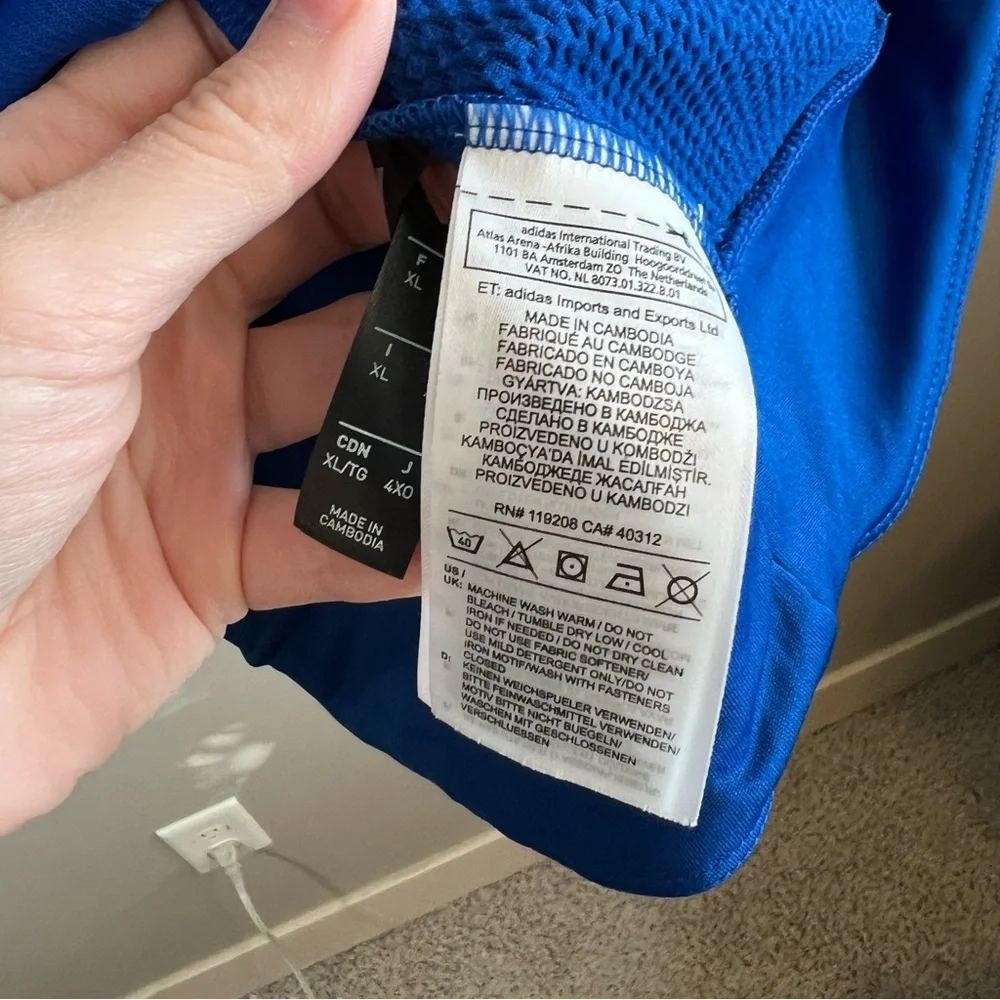 F
XL
I
XL
CDN J
XL/TG 4XO
MADE IN
CAMBODIA
adidas International Trading BV
Atlas Arena -Afrika Building Hoogoorddreef
1101 BA Amsterdam ZO The Netherlands
VAT NO. NL 8073.01.322.B.01
ET: adidas Imports and Exports Ltd
MADE IN CAMBODIA
FABRIQUÉ AU CAMBODGE
FABRICADO EN CAMBOYA
FABRICADO NO CAMBOJA
GYÁRTVA: KAMBODZSA
ПРОИЗВЕДЕНО В КАМБОДЖА
СДЕЛАНО В КАМБОДЖЕ
PROIZVEDENO U KOMBODŽI
KAMBOÇYA'DA İMAL EDİLMİŞTİR.
КАМБОДЖЕДЕ ЖАСАЛҒАН
PROIZVEDENO U KAMBODZI
RN# 119208 CA# 40312
40
US /
UK: MACHINE WASH WARM / DO NOT
BLEACH / TUMBLE DRY LOW / COOL
IRON IF NEEDED / DO NOT DRY CLEAN
DO NOT USE FABRIC SOFTENER/
USE MILD DETERGENT ONLY/DO NOT
IRON MOTIF/WASH WITH FASTENERS
CLOSED
D: KEINEN WEICHSPUELER VERWENDEN/
BITTE FEINWASCHMITTEL VERWENDEN/
MOTIV BITTE NICHT BUEGELN/
WASCHEN MIT GESCHLOSSENEN
VERSCHLUESSEN